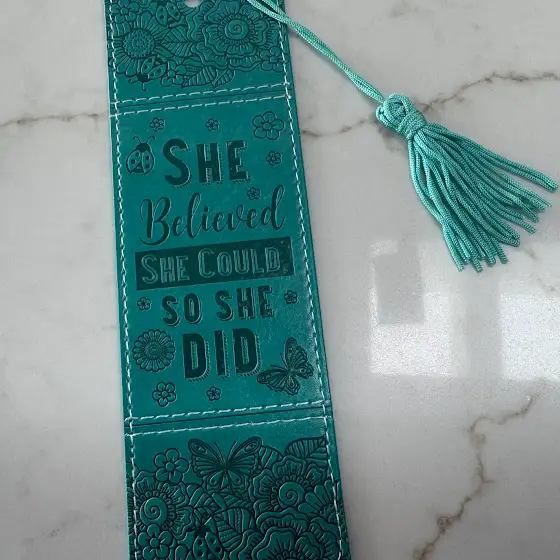 SHE
Believed
SHE COULD
SO SHE
DID